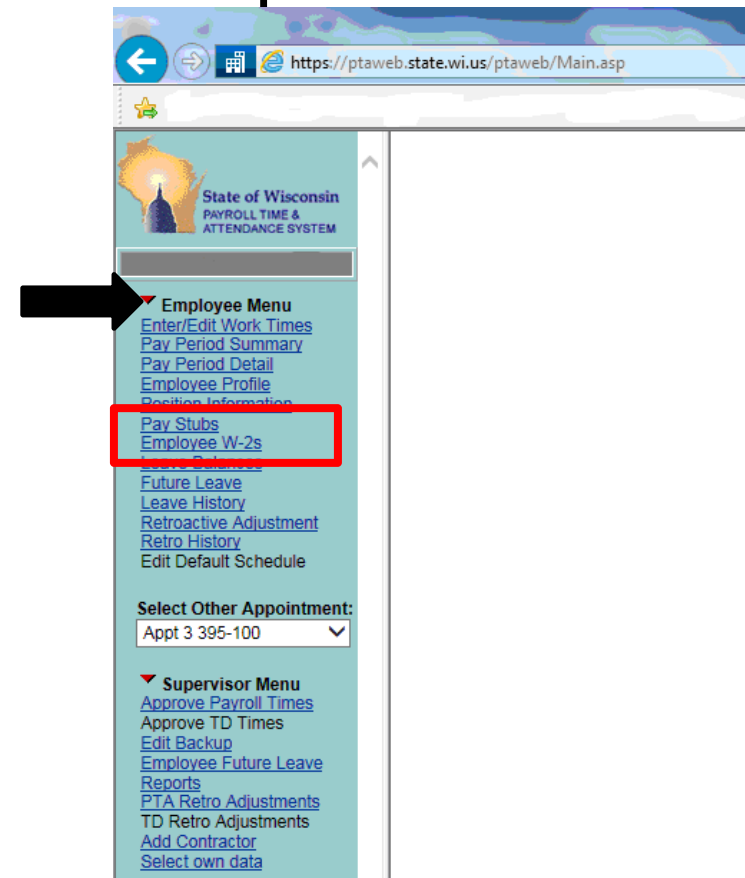 https://ptaweb.state.wi.us/ptaweb/Main.asp
State of Wisconsin
PAYROLL TIME &
ATTENDANCE SYSTEM
Employee Menu
Enter/Edit Work Times
Pay Period Summary
Pay Period Detail
Employee Profile
Position Information
Pay Stubs
Employee W-2s
Leave Balances
Future Leave
Leave History
Retroactive Adjustment
Retro History
Edit Default Schedule
Select Other Appointment:
Appt 3 395-100
Supervisor Menu
Approve Payroll Times
Approve TD Times
Edit Backup
Employee Future Leave
Reports
PTA Retro Adjustments
TD Retro Adjustments
Add Contractor
Select own data